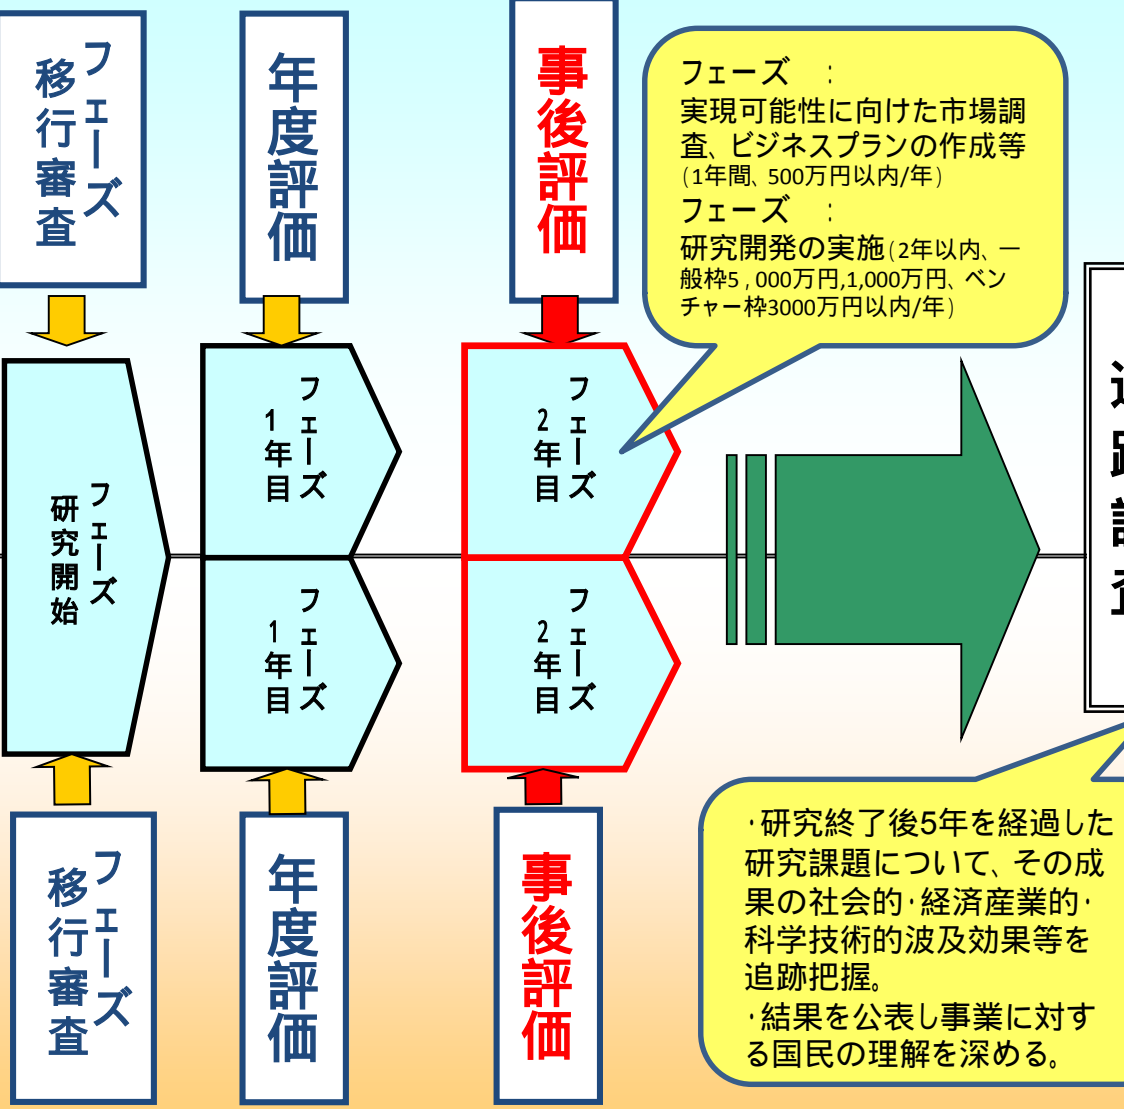 フェーズ
移行審査
年度評価
事後評価
フェーズ　：
実現可能性に向けた市場調
査、ビジネスプランの作成等
(1年間、500万円以内/年)
フェーズ　：
研究開発の実施(2年以内、一
般枠5,000万円,1,000万円、ベン
チャー枠3000万円以内/年)
フェーズ
研究開始
フェーズ
1年目
フェーズ
2年目
フェーズ
1年目
フェーズ
2年目
フェーズ
移行審査
年度評価
事後評価
・研究終了後5年を経過した
研究課題について、その成
果の社会的・経済産業的・
科学技術的波及効果等を
追跡把握。
・結果を公表し事業に対す
る国民の理解を深める。